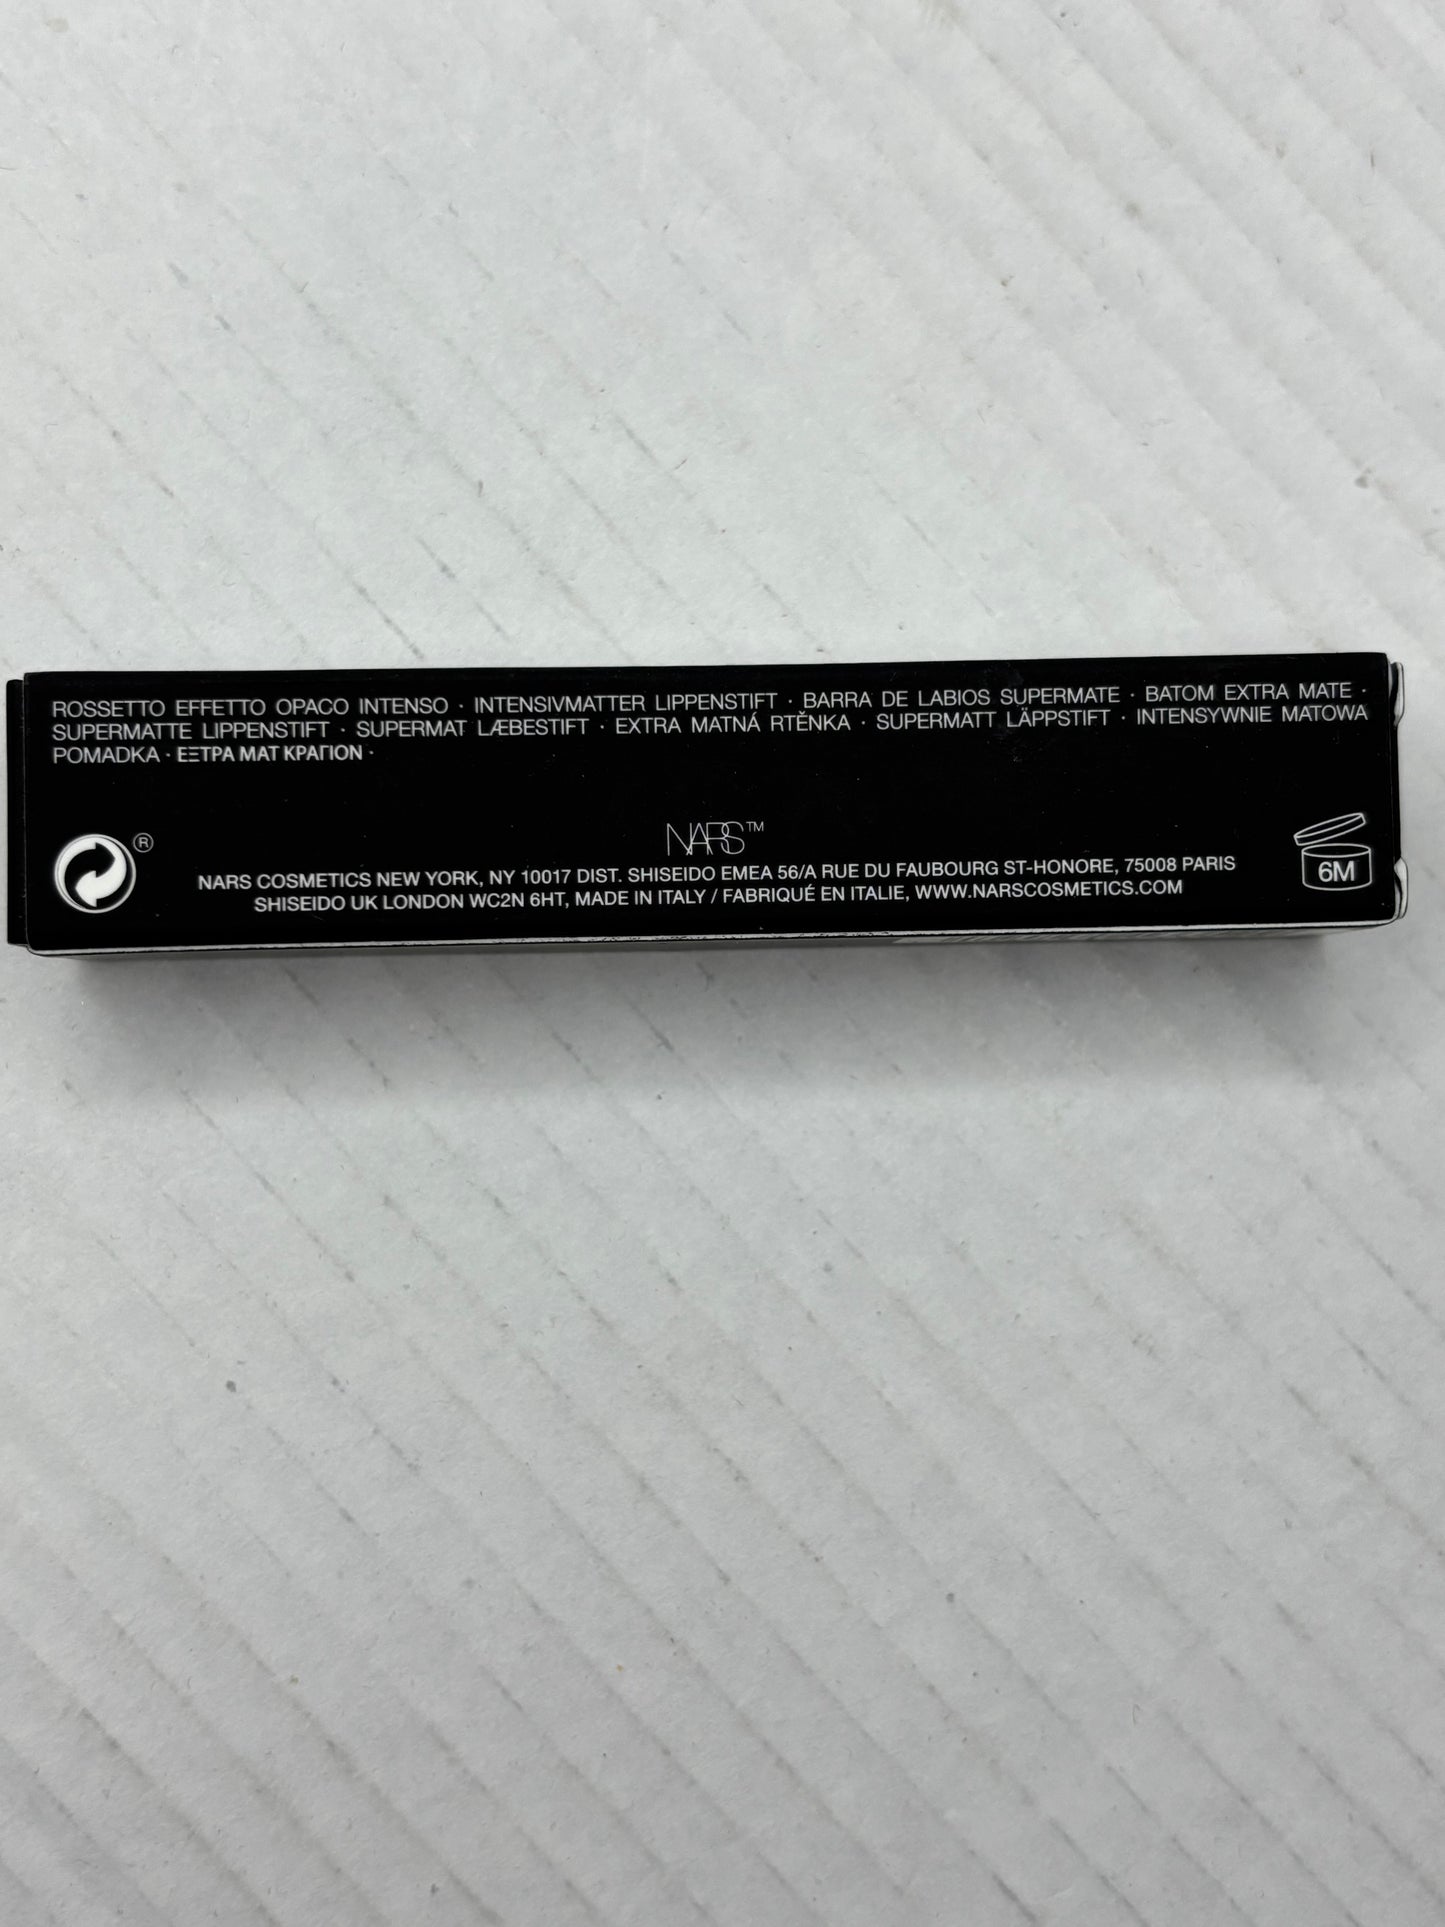 ROSSETTO EFFETTO OPACO INTENSO · INTENSIVMATTER LIPPENSTIFT · BARRA DE LABIOS SUPERMATE · BATOM EXTRA MATE ·
SUPERMATTE LIPPENSTIFT · SUPERMAT LÆBESTIFT · EXTRA MATNÁ RTĚNKA · SUPERMATT LÄPPSTIFT · INTENSYWNIE MATOWA
POMADKA · ΕΞΤΡΑ ΜΑΤ ΚΡΑΓΙΟΝ ·
®
NARS™
NARS COSMETICS NEW YORK, NY 10017 DIST. SHISEIDO EMEA 56/A RUE DU FAUBOURG ST-HONORE, 75008 PARIS
SHISEIDO UK LONDON WC2N 6HT, MADE IN ITALY / FABRIQUÉ EN ITALIE, WWW.NARSCOSMETICS.COM
6M